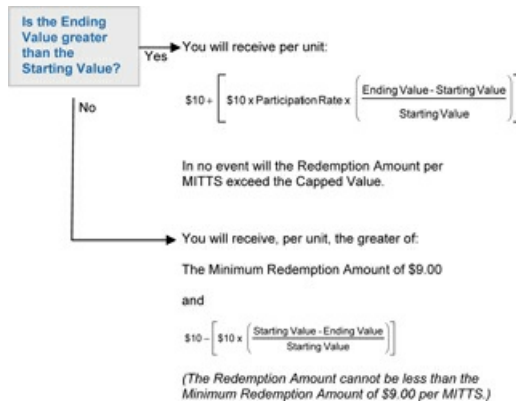 Is the Ending
Value greater
than the
Starting Value?
Yes
You will receive per unit:
$10 + [ $10 x Participation Rate x ( Ending Value - Starting Value
Starting Value ) ]
In no event will the Redemption Amount per
MITTS exceed the Capped Value.
No
You will receive, per unit, the greater of:
The Minimum Redemption Amount of $9.00
and
$10 – [ $10 x ( Starting Value - Ending Value
Starting Value ) ]
(The Redemption Amount cannot be less than the
Minimum Redemption Amount of $9.00 per MITTS.)